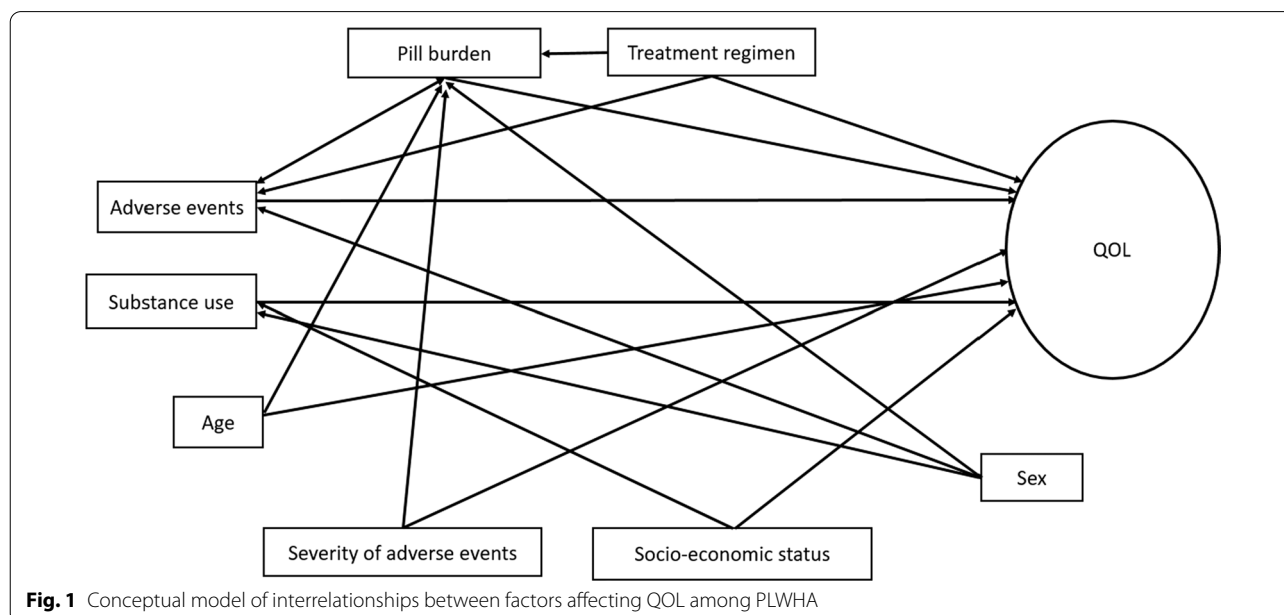 Pill burden
Treatment regimen
Adverse events
QOL
Substance use
Age
Sex
Severity of adverse events
Socio-economic status
Fig. 1 Conceptual model of interrelationships between factors affecting QOL among PLWHA